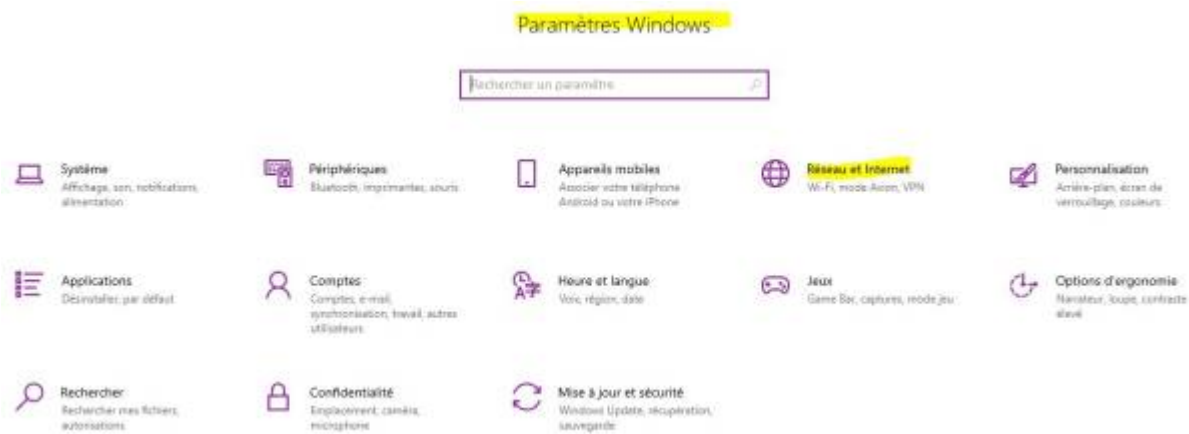 Paramètres Windows
Rechercher un paramètre
Système
Affichage, son, notifications,
alimentation
Périphériques
Bluetooth, imprimantes, souris
Appareils mobiles
Associer votre téléphone
Android ou votre iPhone
Réseau et Internet
Wi-Fi, mode Avion, VPN
Personnalisation
Arrière-plan, écran de
verrouillage, couleurs
Applications
Désinstaller, par défaut
Comptes
Comptes, e-mail,
synchronisation, travail, autres
utilisateurs
Heure et langue
Voix, région, date
Jeux
Game Bar, captures, mode jeu
Options d'ergonomie
Narrateur, loupe, contraste
élevé
Rechercher
Rechercher mes fichiers,
autorisations
Confidentialité
Emplacement, caméra,
microphone
Mise à jour et sécurité
Windows Update, récupération,
sauvegarde